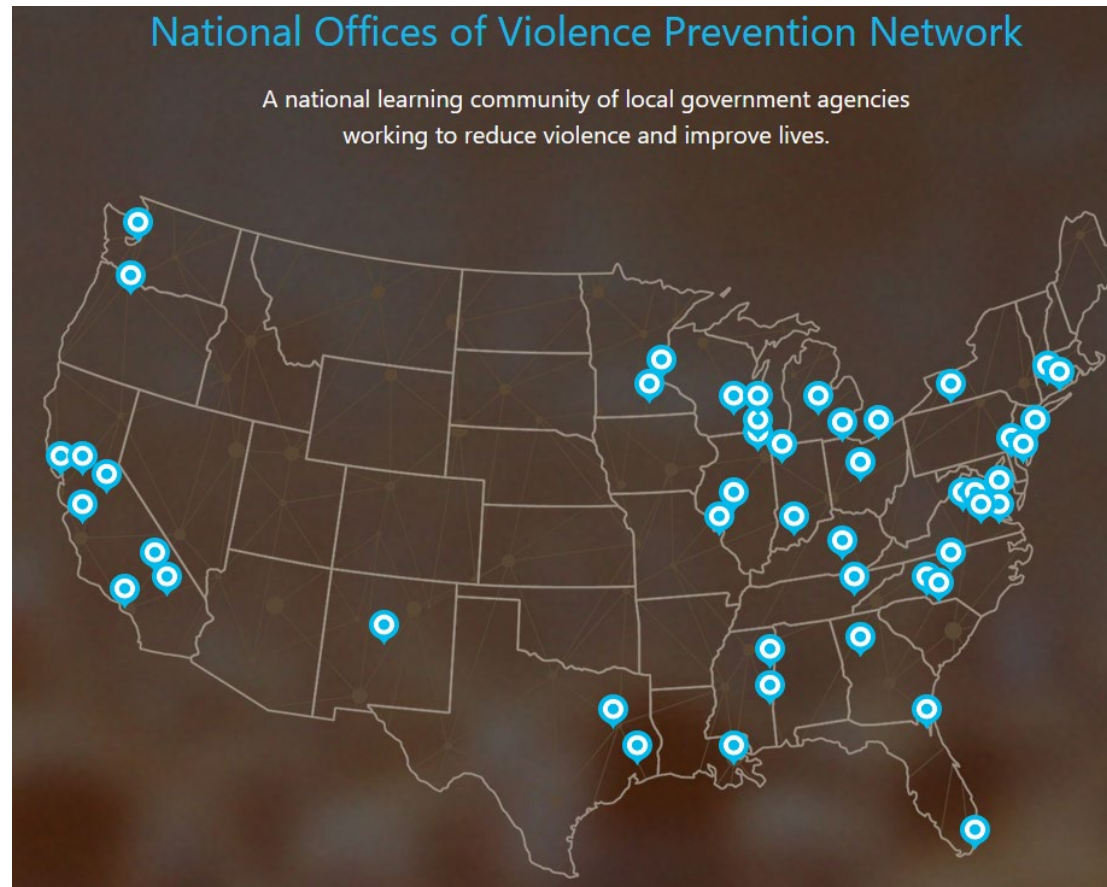 National Offices of Violence Prevention Network
A national learning community of local government agencies
working to reduce violence and improve lives.